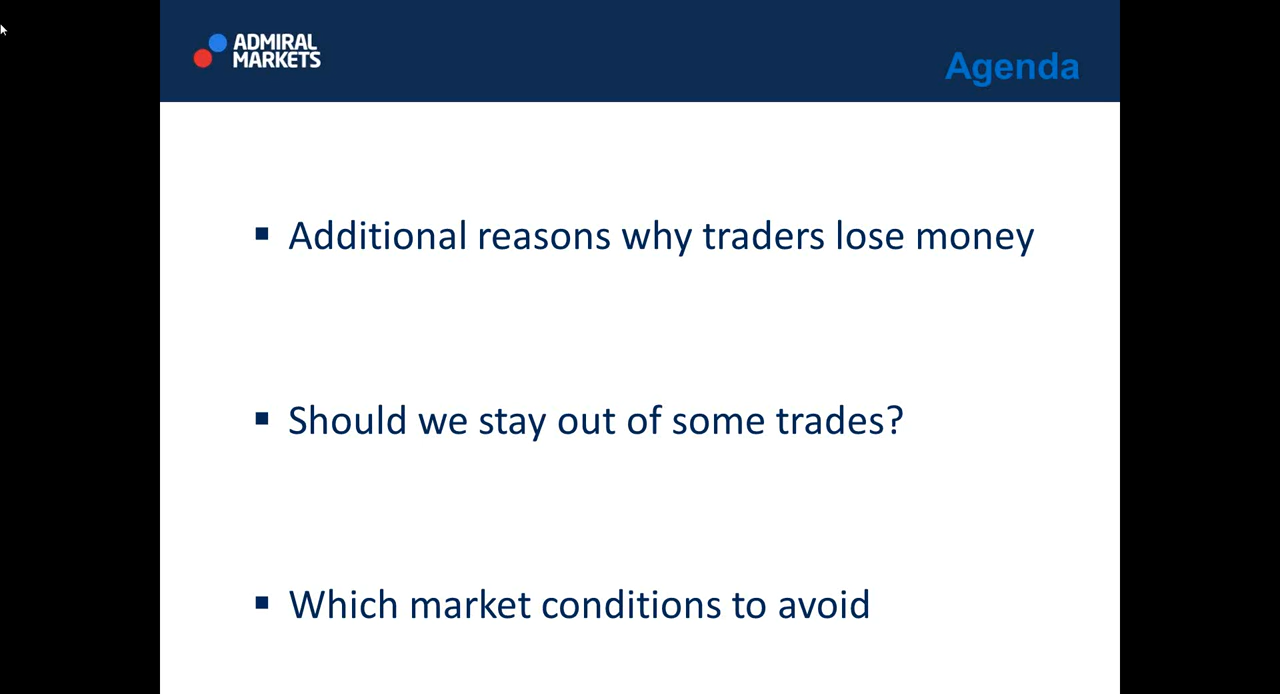 ADMIRAL
MARKETS
Agenda
▪ Additional reasons why traders lose money
▪ Should we stay out of some trades?
▪ Which market conditions to avoid